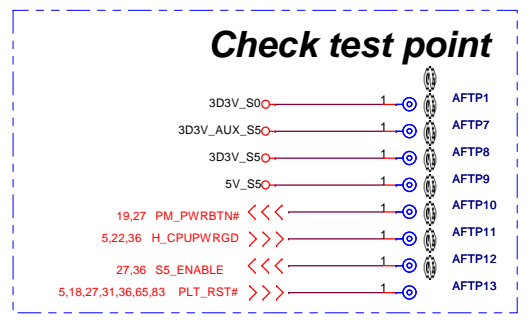 Check test point
3D3V_S0 1 AFTP1
3D3V_AUX_S5 1 AFTP7
3D3V_S5 1 AFTP8
5V_S5 1 AFTP9
19,27 PM_PWRBTN# 1 AFTP10
5,22,36 H_CPUPWRGD 1 AFTP11
27,36 S5_ENABLE 1 AFTP12
5,18,27,31,36,65,83 PLT_RST# 1 AFTP13